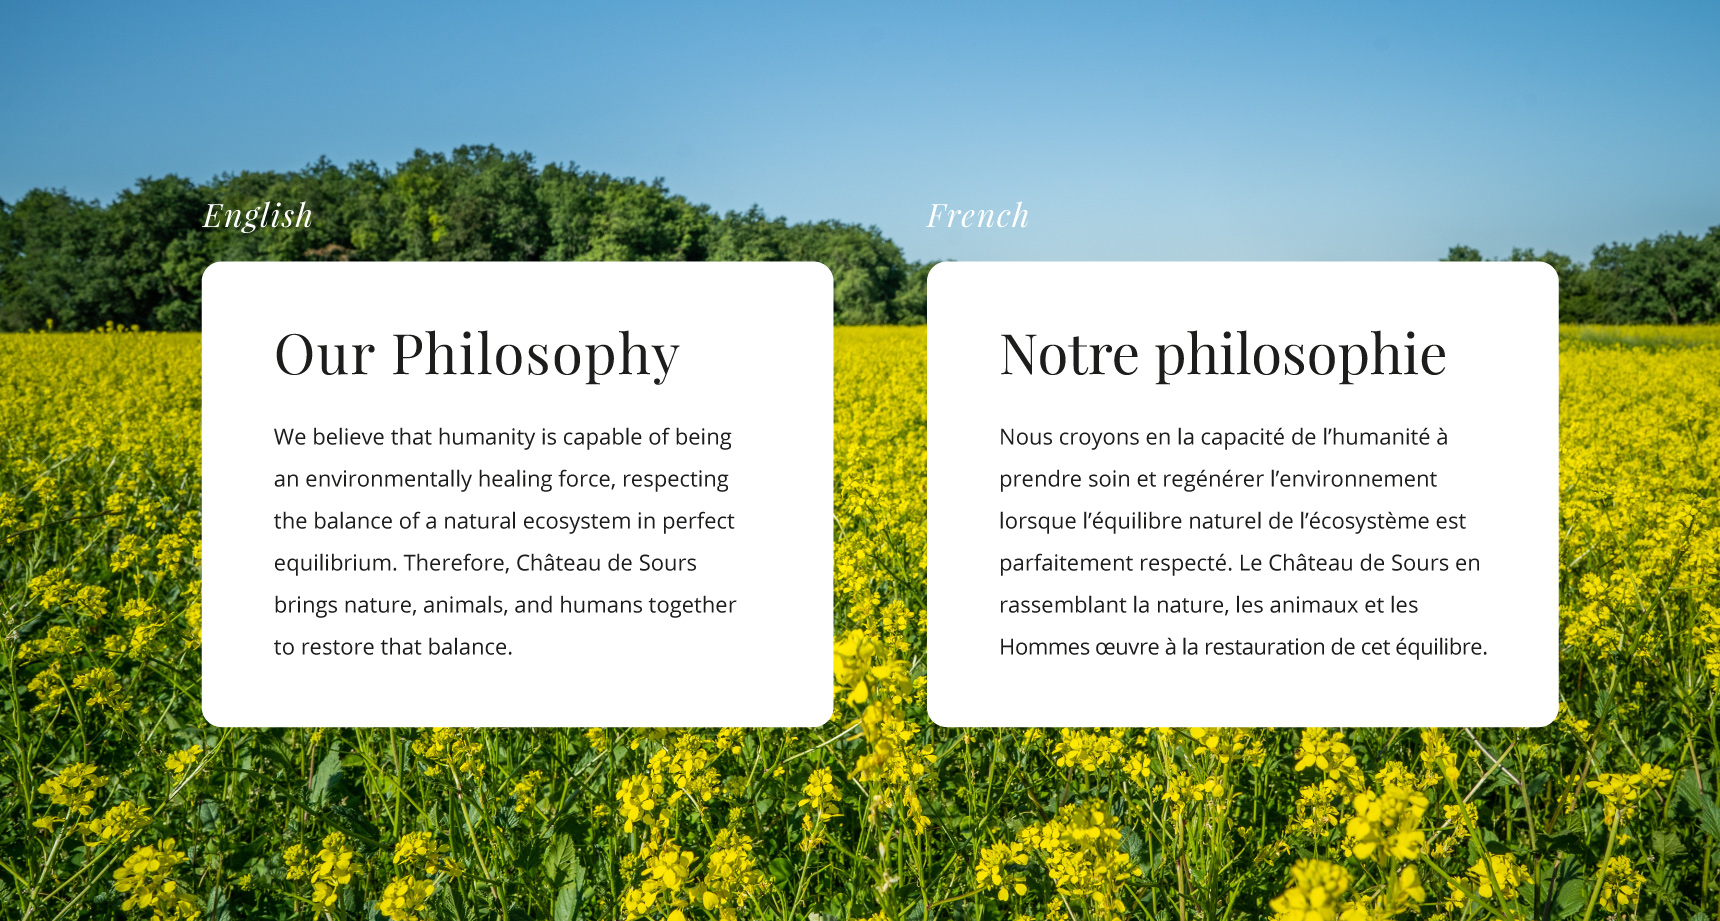 English
Our Philosophy
We believe that humanity is capable of being
an environmentally healing force, respecting
the balance of a natural ecosystem in perfect
equilibrium. Therefore, Château de Sours
brings nature, animals, and humans together
to restore that balance.
French
Notre philosophie
Nous croyons en la capacité de l’humanité à
prendre soin et regénérer l’environnement
lorsque l’équilibre naturel de l’écosystème est
parfaitement respecté. Le Château de Sours en
rassemblant la nature, les animaux et les
Hommes œuvre à la restauration de cet équilibre.